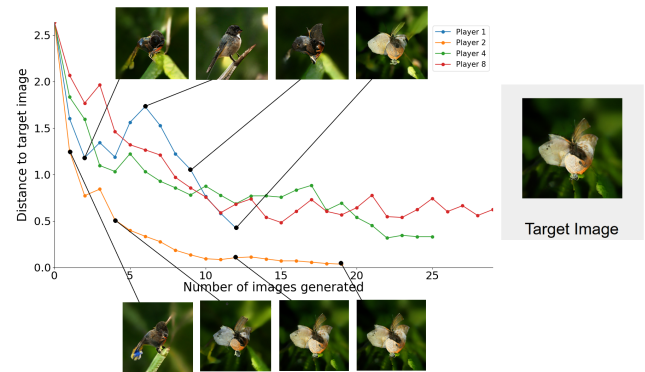 2.5
2.0
1.5
1.0
0.5
0.0
Distance to target image
0
5
10
15
20
25
Number of images generated
Player 1
Player 2
Player 4
Player 8
Target Image